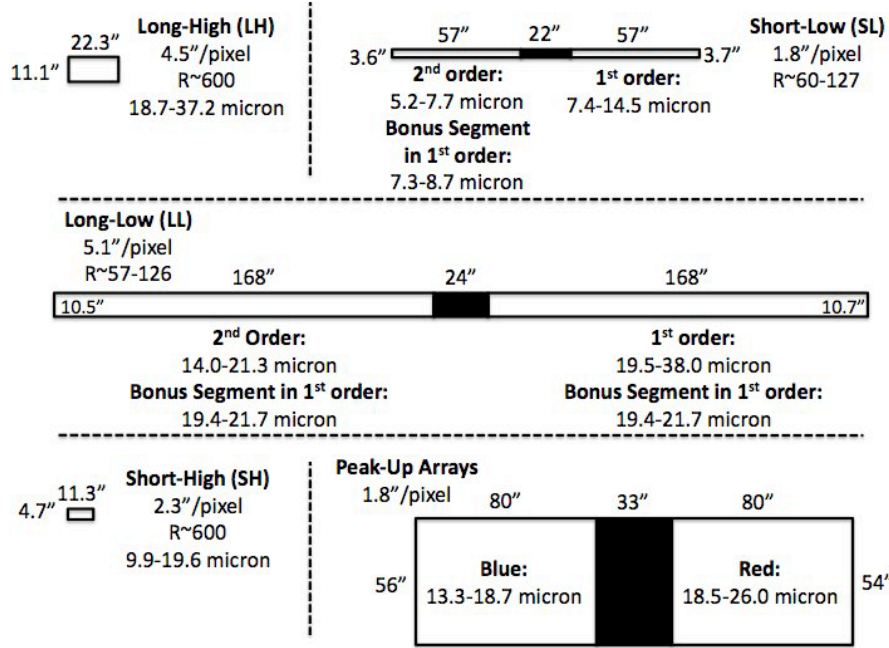 Long-High (LH)
22.3”
4.5”/pixel
11.1”
R~600
18.7-37.2 micron
57” 22” 57”
Short-Low (SL)
3.6” 3.7”
1.8”/pixel
R~60-127
2nd order:
5.2-7.7 micron
Bonus Segment
in 1st order:
7.3-8.7 micron
1st order:
7.4-14.5 micron
Long-Low (LL)
5.1”/pixel
R~57-126
168” 24” 168”
10.5” 10.7”
2nd Order:
14.0-21.3 micron
Bonus Segment in 1st order:
19.4-21.7 micron
1st order:
19.5-38.0 micron
Bonus Segment in 1st order:
19.4-21.7 micron
Short-High (SH)
11.3”
2.3”/pixel
4.7”
R~600
9.9-19.6 micron
Peak-Up Arrays
1.8”/pixel
80” 33” 80”
56”
Blue:
13.3-18.7 micron
Red:
18.5-26.0 micron
54”